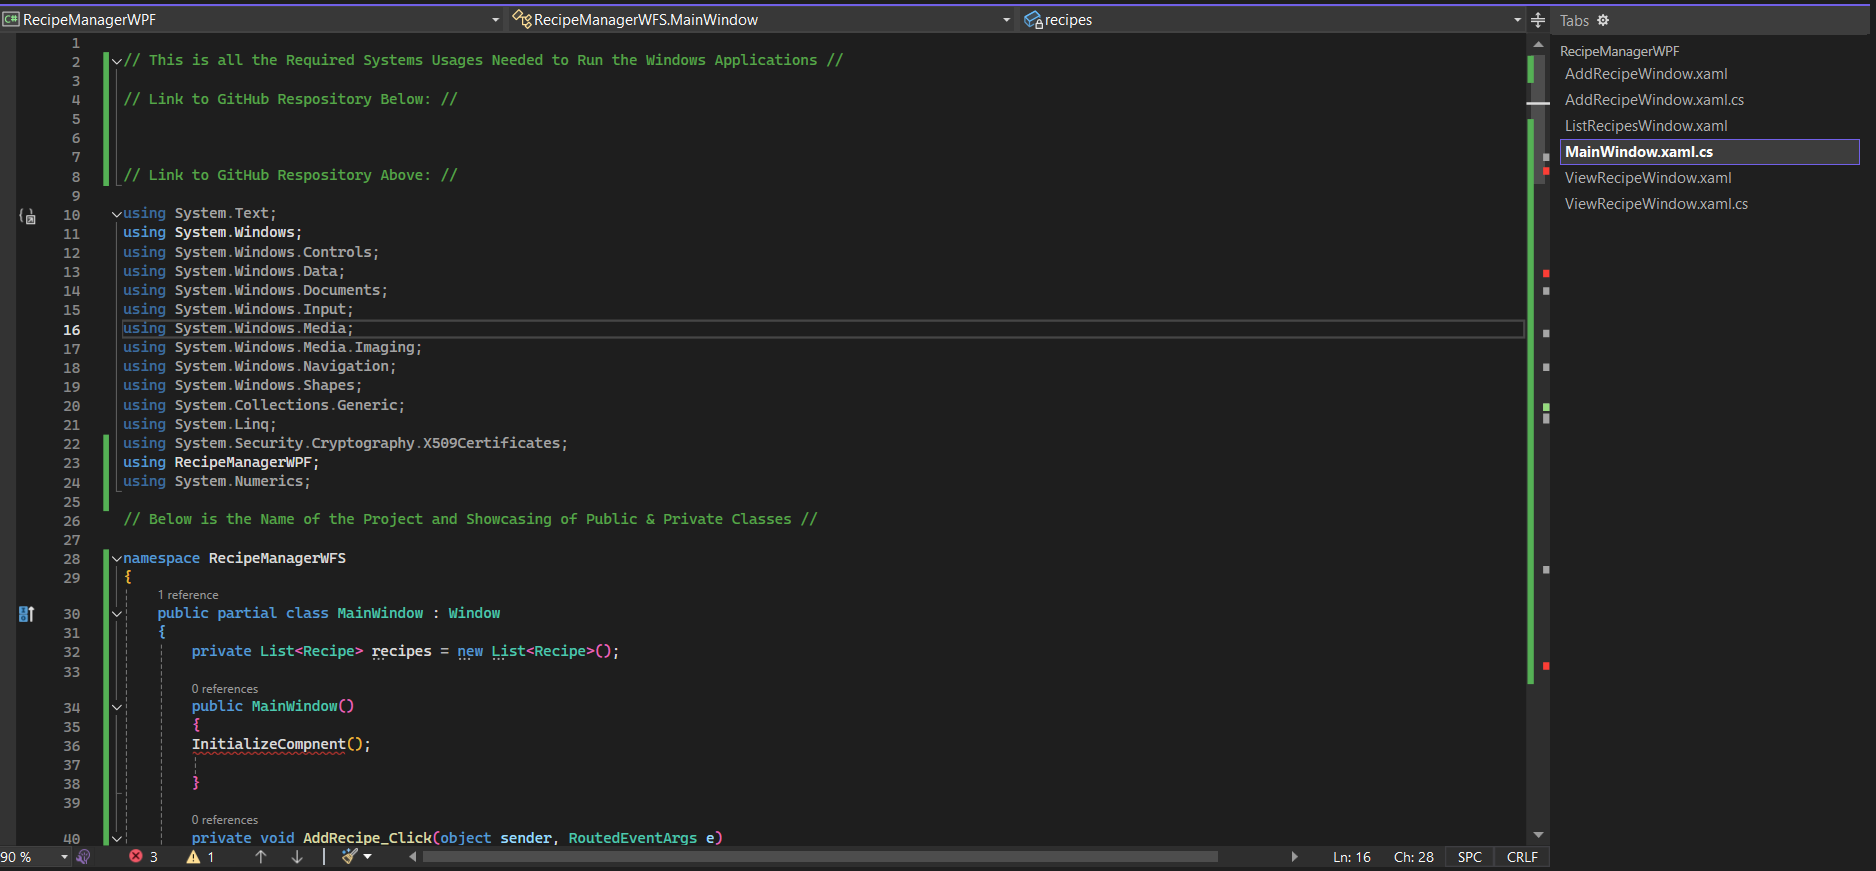 RecipeManagerWPF RecipeManagerWFS.MainWindow recipes
Tabs
RecipeManagerWPF
AddRecipeWindow.xaml
AddRecipeWindow.xaml.cs
ListRecipesWindow.xaml
MainWindow.xaml.cs
ViewRecipeWindow.xaml
ViewRecipeWindow.xaml.cs
1
2 // This is all the Required Systems Usages Needed to Run the Windows Applications //
3
4 // Link to GitHub Respository Below: //
5
6
7
8 // Link to GitHub Respository Above: //
9
10 using System.Text;
11 using System.Windows;
12 using System.Windows.Controls;
13 using System.Windows.Data;
14 using System.Windows.Documents;
15 using System.Windows.Input;
16 using System.Windows.Media;
17 using System.Windows.Media.Imaging;
18 using System.Windows.Navigation;
19 using System.Windows.Shapes;
20 using System.Collections.Generic;
21 using System.Linq;
22 using System.Security.Cryptography.X509Certificates;
23 using RecipeManagerWPF;
24 using System.Numerics;
25
26 // Below is the Name of the Project and Showcasing of Public & Private Classes //
27
28 namespace RecipeManagerWFS
29 {
1 reference
30 public partial class MainWindow : Window
31 {
32 private List<Recipe> recipes = new List<Recipe>();
33
0 references
34 public MainWindow()
35 {
36 InitializeCompnent();
37
38 }
39
0 references
40 private void AddRecipe_Click(object sender, RoutedEventArgs e)
90 % 3 1 Ln: 16 Ch: 28 SPC CRLF